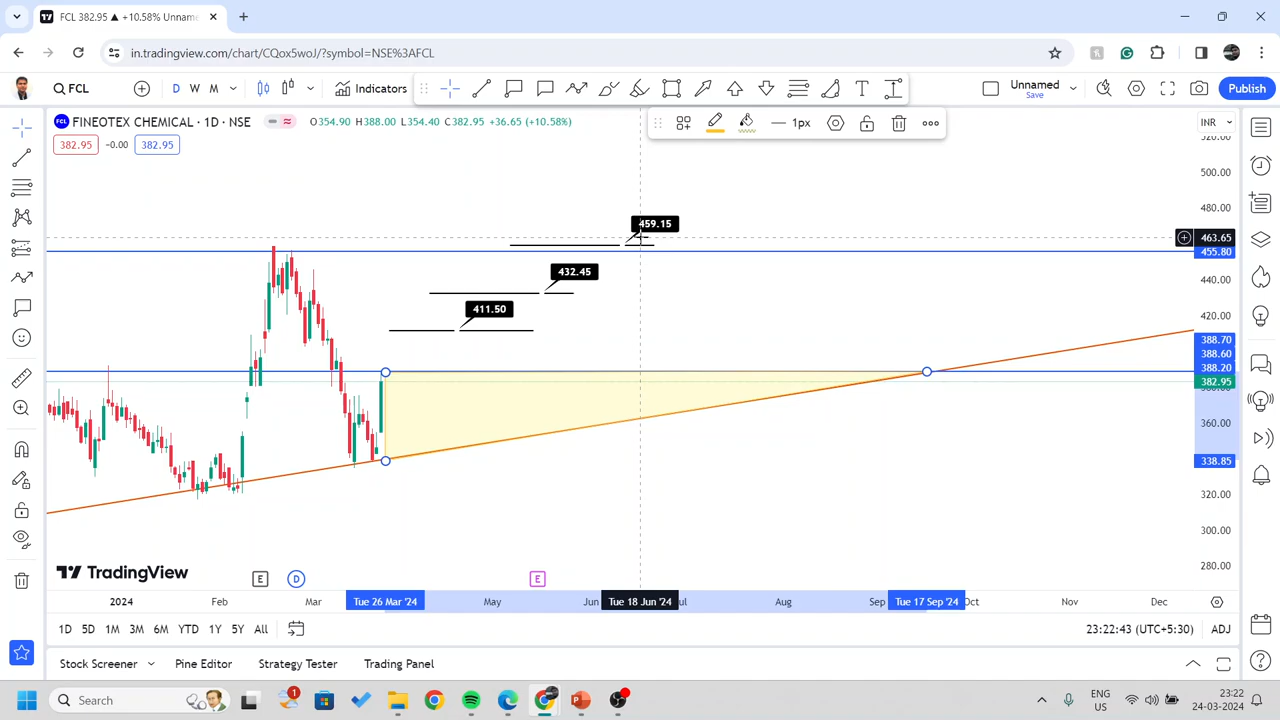 FCL 382.95 ▲ +10.58% Unname
in.tradingview.com/chart/CQox5woJ/?symbol=NSE%3AFCL
FCL
D W M
Indicators
Unnamed
Save
Publish
FINEOTEX CHEMICAL · 1D · NSE
O354.90 H388.00 L354.40 C382.95 +36.65 (+10.58%)
1px
INR
382.95 -0.00 382.95
520.00
500.00
480.00
463.65
455.80
440.00
420.00
388.70
388.60
388.20
382.95
360.00
338.85
320.00
300.00
280.00
459.15
432.45
411.50
TradingView
E D E
2024 Feb Mar Tue 26 Mar '24 May Jun Tue 18 Jun '24 ul Aug Sep Tue 17 Sep '24 Oct Nov Dec
1D 5D 1M 3M 6M YTD 1Y 5Y All
23:22:43 (UTC+5:30) ADJ
Stock Screener Pine Editor Strategy Tester Trading Panel
Search
1
ENG
US
23:22
24-03-2024